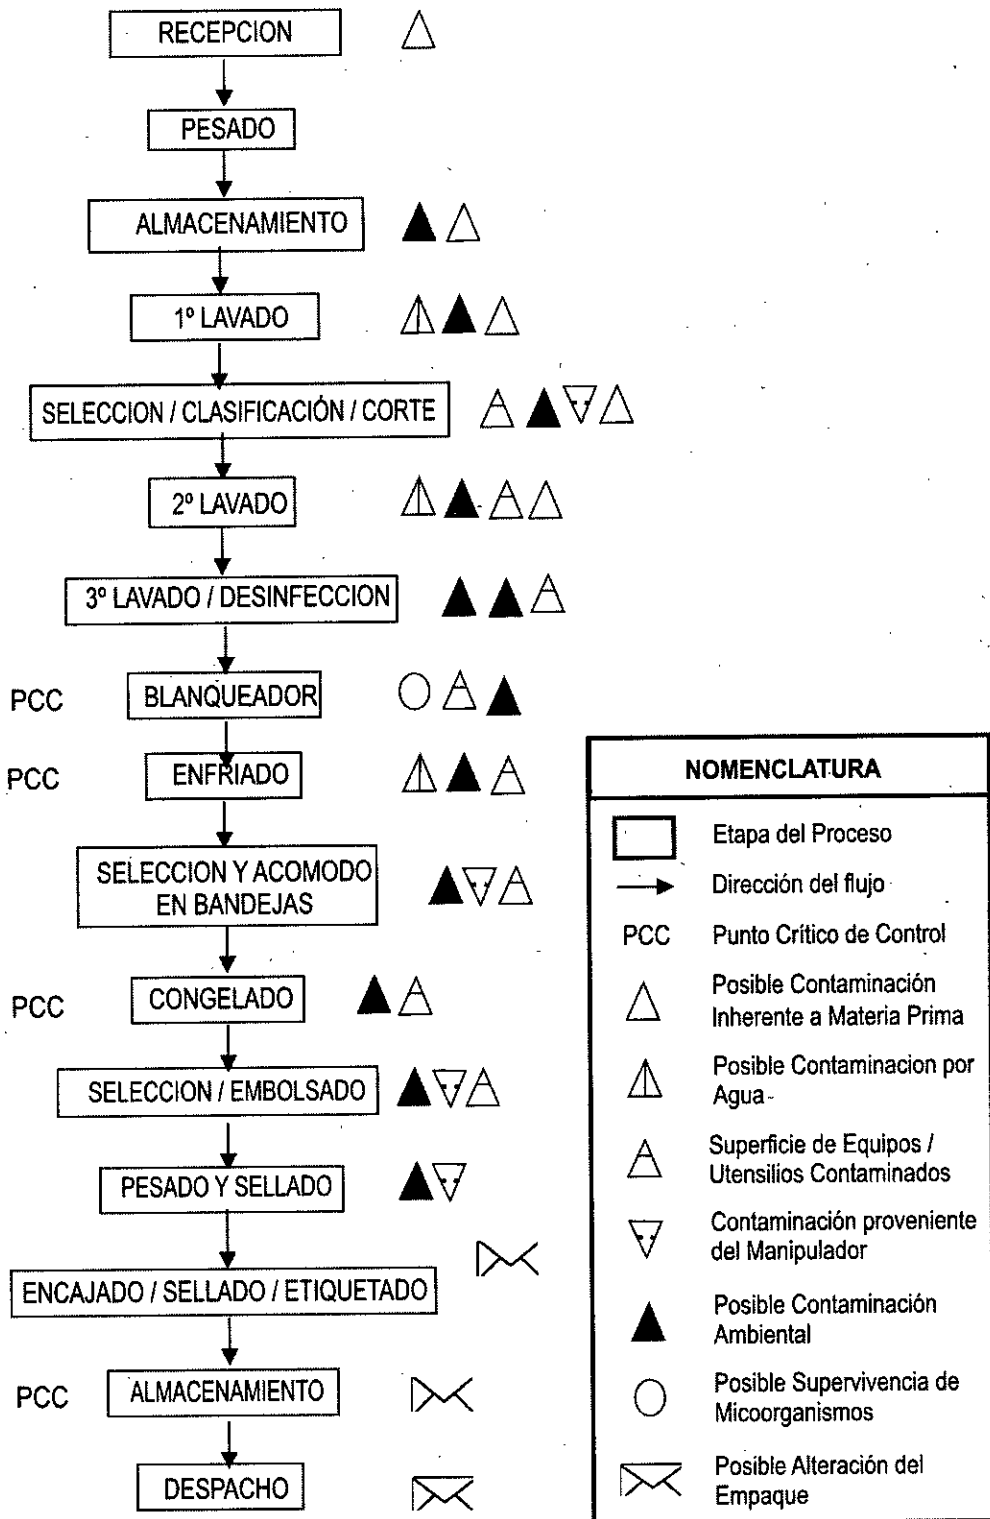 RECEPCION
PESADO
ALMACENAMIENTO
1º LAVADO
SELECCION / CLASIFICACIÓN / CORTE
2º LAVADO
3º LAVADO / DESINFECCION
PCC
BLANQUEADOR
PCC
ENFRIADO
SELECCION Y ACOMODO
EN BANDEJAS
PCC
CONGELADO
SELECCION / EMBOLSADO
PESADO Y SELLADO
ENCAJADO / SELLADO / ETIQUETADO
PCC
ALMACENAMIENTO
DESPACHO
NOMENCLATURA
Etapa del Proceso
Dirección del flujo
PCC
Punto Crítico de Control
Posible Contaminación
Inherente a Materia Prima
Posible Contaminacion por
Agua
Superficie de Equipos /
Utensilios Contaminados
Contaminación proveniente
del Manipulador
Posible Contaminación
Ambiental
Posible Supervivencia de
Micoorganismos
Posible Alteración del
Empaque